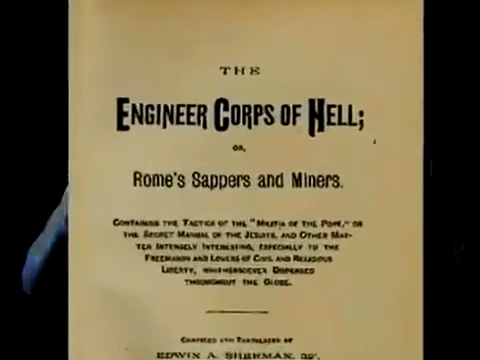 THE
ENGINEER CORPS OF HELL;
OR,
Rome's Sappers and Miners.
CONTAINING THE TACTICS OF THE "MILITIA OF THE POPE," OR
THE SECRET MANUAL OF THE JESUITS, AND OTHER MAT-
TER INTENSELY INTERESTING, ESPECIALLY TO THE
FREEMASON AND LOVERS OF CIVIL AND RELIGIOUS
LIBERTY, WHITHERSOEVER DISPERSED
THROUGHOUT THE GLOBE.
COMPILED AND TRANSLATED BY
EDWIN A. SHERMAN, 32°,